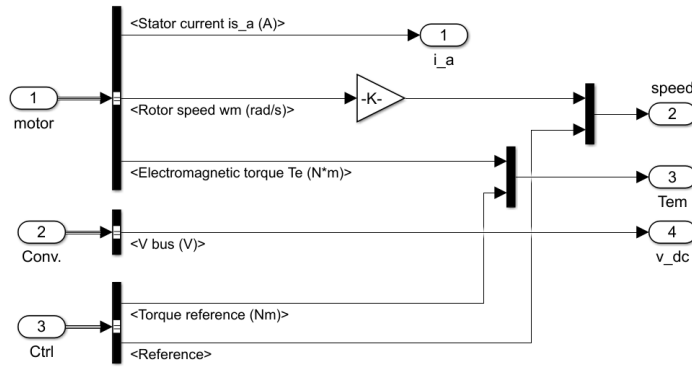 <Stator current is_a (A)>
1
i_a
1
motor
<Rotor speed wm (rad/s)>
-K-
speed
2
<Electromagnetic torque Te (N*m)>
3
Tem
2
Conv.
<V bus (V)>
4
v_dc
3
Ctrl
<Torque reference (Nm)>
<Reference>